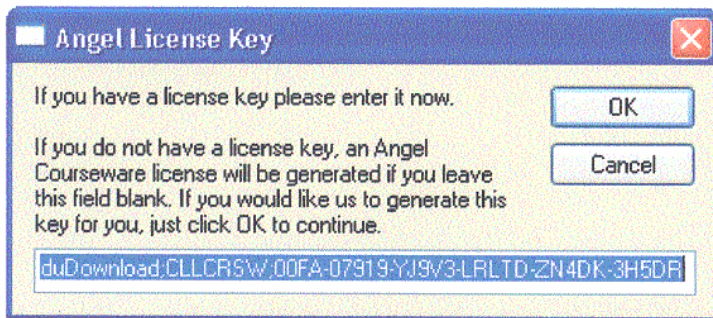 Angel License Key
If you have a license key please enter it now.
OK
If you do not have a license key, an Angel
Courseware license will be generated if you leave
this field blank. If you would like us to generate this
key for you, just click OK to continue.
Cancel
duDownload;CLLCRSW;00FA-07919-YJ9V3-LRLTD-ZN4DK-3H5DR